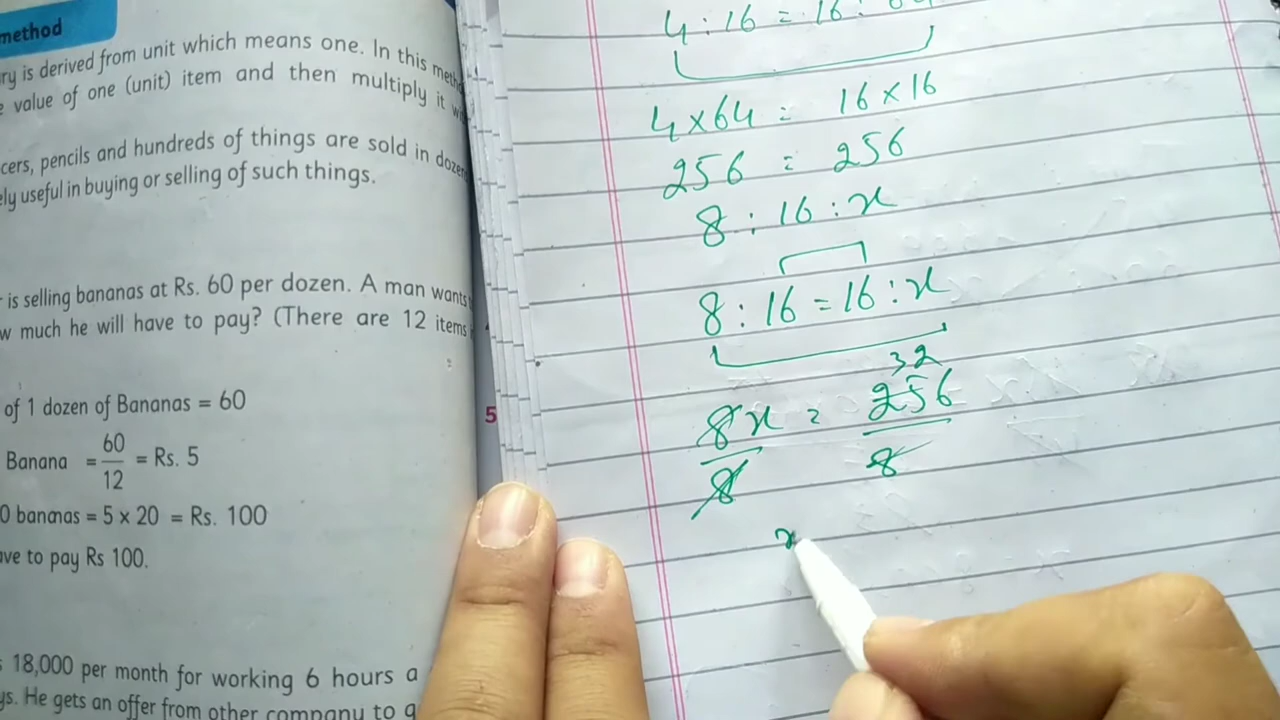 method
ry is derived from unit which means one. In this
value of one (unit) item and then multiply it
cers, pencils and hundreds of things are sold in dozen
ely useful in buying or selling of such things.
is selling bananas at Rs. 60 per dozen. A man wants
w much he will have to pay? (There are 12 items
of 1 dozen of Bananas = 60
Banana = 60/12 = Rs. 5
0 bananas = 5 x 20 = Rs. 100
ave to pay Rs 100.
18,000 per month for working 6 hours a
ys. He gets an offer from other company to
5
4 : 16 = 16 :
4 x 64 = 16 x 16
256 = 256
8 : 16 : x
8 : 16 = 16 : x
32
8x = 256
8 8
x